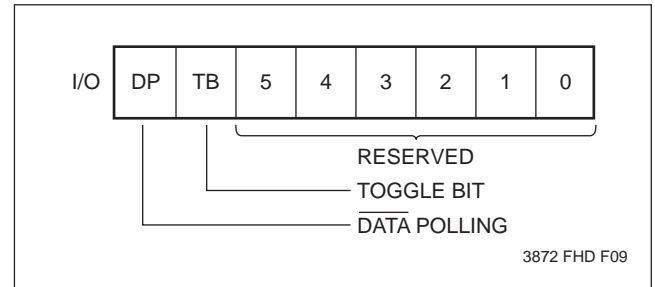 I/O DP TB 5 4 3 2 1 0
RESERVED
TOGGLE BIT
DATA POLLING
3872 FHD F09